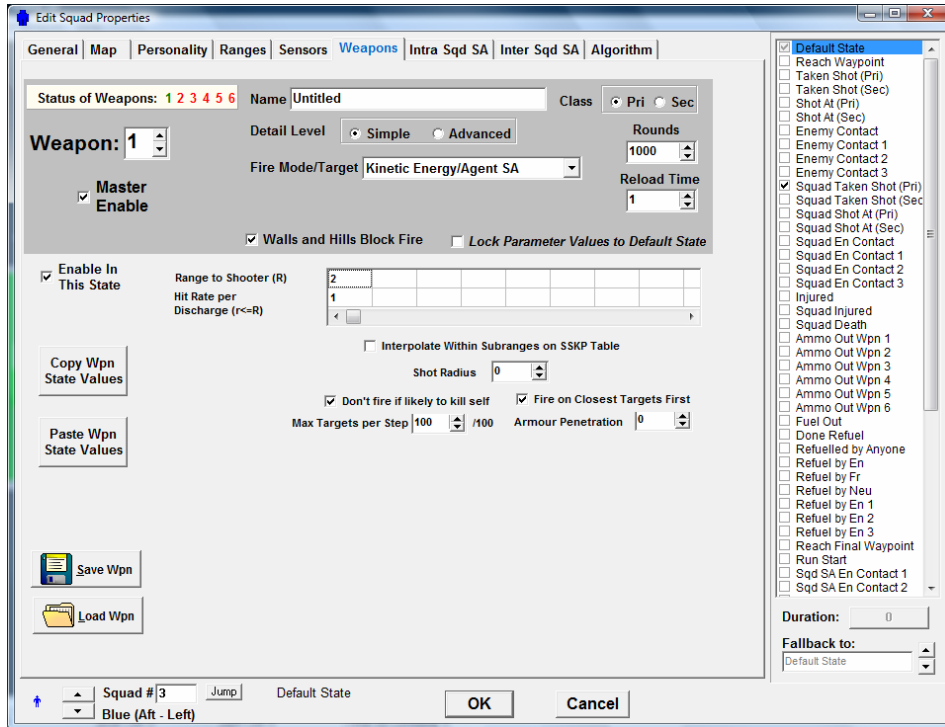 Edit Squad Properties
General Map Personality Ranges Sensors Weapons Intra Sqd SA Inter Sqd SA Algorithm
Status of Weapons: 1 2 3 4 5 6
Name Untitled
Class Pri Sec
Weapon: 1
Detail Level Simple Advanced
Rounds
1000
Fire Mode/Target Kinetic Energy/Agent SA
Reload Time
1
Master
Enable
Walls and Hills Block Fire
Lock Parameter Values to Default State
Enable In
This State
Range to Shooter (R) 2
Hit Rate per
Discharge (r<=R)
1
Interpolate Within Subranges on SSKP Table
Copy Wpn
State Values
Shot Radius 0
Don't fire if likely to kill self
Fire on Closest Targets First
Max Targets per Step 100 /100
Armour Penetration 0
Paste Wpn
State Values
Save Wpn
Load Wpn
Squad # 3 Jump
Blue (Aft - Left)
Default State
OK
Cancel
Default State
Reach Waypoint
Taken Shot (Pri)
Taken Shot (Sec)
Shot At (Pri)
Shot At (Sec)
Enemy Contact
Enemy Contact 1
Enemy Contact 2
Enemy Contact 3
Squad Taken Shot (Pri)
Squad Taken Shot (Sec
Squad Shot At (Pri)
Squad Shot At (Sec)
Squad En Contact
Squad En Contact 1
Squad En Contact 2
Squad En Contact 3
Injured
Squad Injured
Squad Death
Ammo Out Wpn 1
Ammo Out Wpn 2
Ammo Out Wpn 3
Ammo Out Wpn 4
Ammo Out Wpn 5
Ammo Out Wpn 6
Fuel Out
Done Refuel
Refuelled by Anyone
Refuel by En
Refuel by Fr
Refuel by Neu
Refuel by En 1
Refuel by En 2
Refuel by En 3
Reach Final Waypoint
Run Start
Sqd SA En Contact 1
Sqd SA En Contact 2
Duration: 0
Fallback to:
Default State